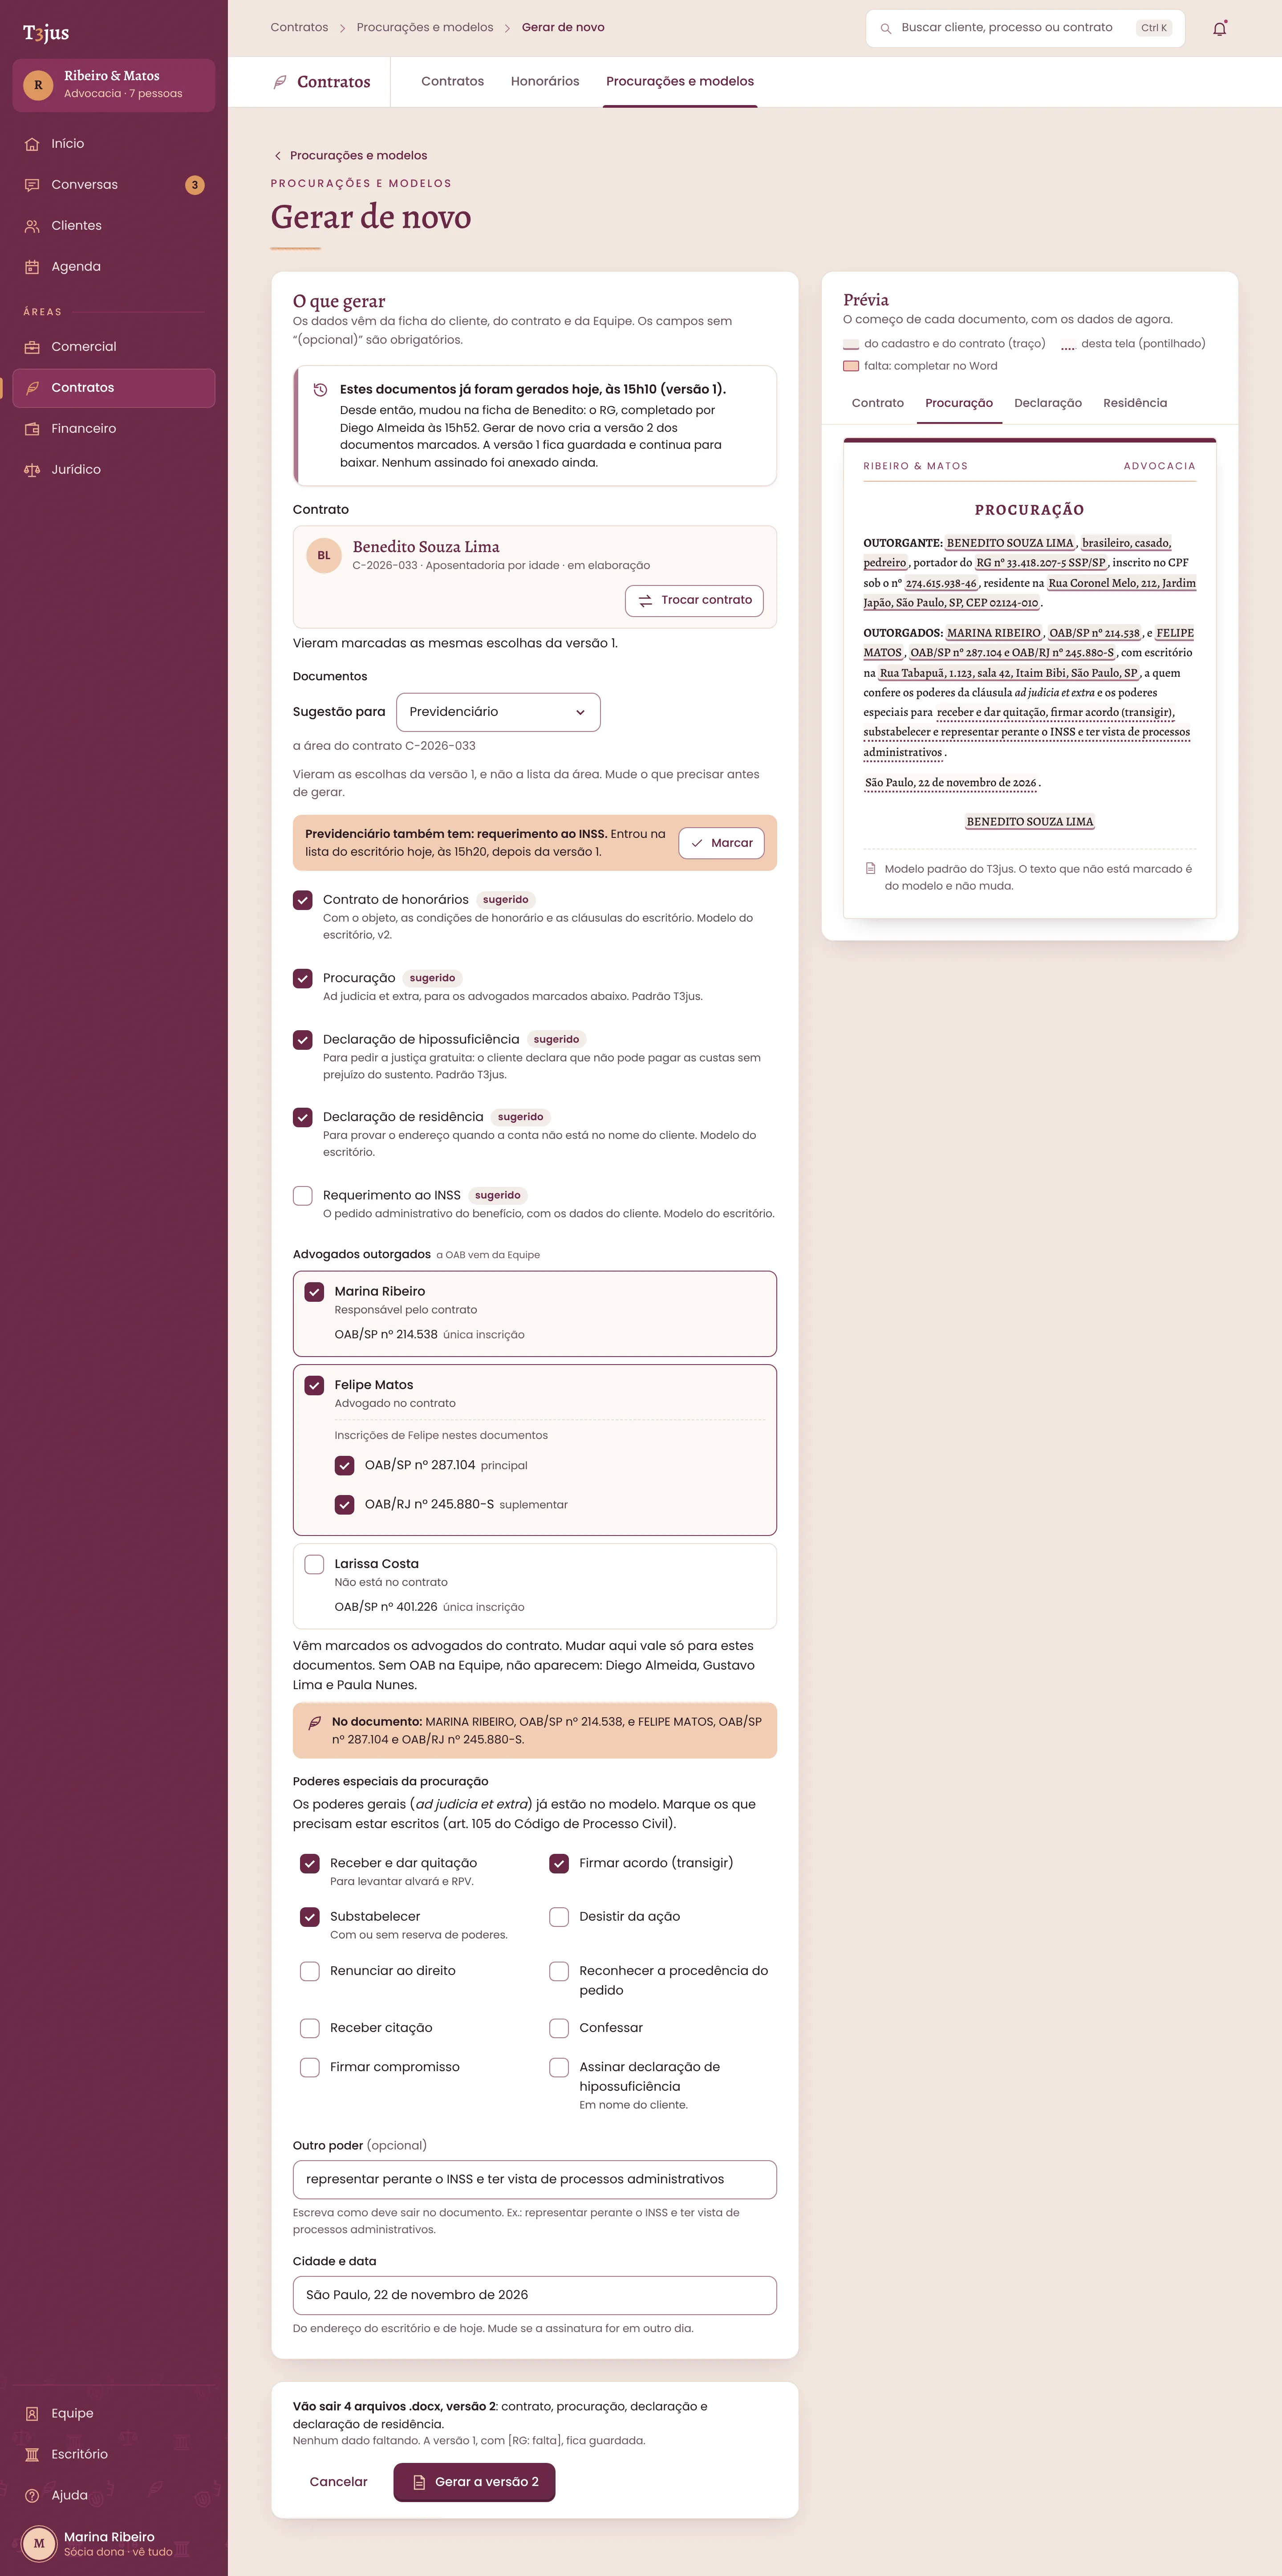 T3jus
R
Ribeiro & Matos
Advocacia · 7 pessoas
Início
Conversas
3
Clientes
Agenda
ÁREAS
Comercial
Contratos
Financeiro
Jurídico
Equipe
Escritório
Ajuda
M
Marina Ribeiro
Sócia dona · vê tudo
Contratos
Procurações e modelos
Gerar de novo
Buscar cliente, processo ou contrato
Ctrl K
Contratos
Contratos
Honorários
Procurações e modelos
Procurações e modelos
PROCURAÇÕES E MODELOS
Gerar de novo
O que gerar
Os dados vêm da ficha do cliente, do contrato e da Equipe. Os campos sem
“(opcional)” são obrigatórios.
Estes documentos já foram gerados hoje, às 15h10 (versão 1).
Desde então, mudou na ficha de Benedito: o RG, completado por
Diego Almeida às 15h52. Gerar de novo cria a versão 2 dos
documentos marcados. A versão 1 fica guardada e continua para
baixar. Nenhum assinado foi anexado ainda.
Contrato
BL
Benedito Souza Lima
C-2026-033 · Aposentadoria por idade · em elaboração
Trocar contrato
Vieram marcadas as mesmas escolhas da versão 1.
Documentos
Sugestão para
Previdenciário
a área do contrato C-2026-033
Vieram as escolhas da versão 1, e não a lista da área. Mude o que precisar antes
de gerar.
Previdenciário também tem: requerimento ao INSS. Entrou na
lista do escritório hoje, às 15h20, depois da versão 1.
Marcar
Contrato de honorários sugerido
Com o objeto, as condições de honorário e as cláusulas do escritório. Modelo do
escritório, v2.
Procuração sugerido
Ad judicia et extra, para os advogados marcados abaixo. Padrão T3jus.
Declaração de hipossuficiência sugerido
Para pedir a justiça gratuita: o cliente declara que não pode pagar as custas sem
prejuízo do sustento. Padrão T3jus.
Declaração de residência sugerido
Para provar o endereço quando a conta não está no nome do cliente. Modelo do
escritório.
Requerimento ao INSS sugerido
O pedido administrativo do benefício, com os dados do cliente. Modelo do escritório.
Advogados outorgados a OAB vem da Equipe
Marina Ribeiro
Responsável pelo contrato
OAB/SP nº 214.538 única inscrição
Felipe Matos
Advogado no contrato
Inscrições de Felipe nestes documentos
OAB/SP nº 287.104 principal
OAB/RJ nº 245.880-S suplementar
Larissa Costa
Não está no contrato
OAB/SP nº 401.226 única inscrição
Vêm marcados os advogados do contrato. Mudar aqui vale só para estes
documentos. Sem OAB na Equipe, não aparecem: Diego Almeida, Gustavo
Lima e Paula Nunes.
No documento: MARINA RIBEIRO, OAB/SP nº 214.538, e FELIPE MATOS, OAB/SP
nº 287.104 e OAB/RJ nº 245.880-S.
Poderes especiais da procuração
Os poderes gerais (ad judicia et extra) já estão no modelo. Marque os que
precisam estar escritos (art. 105 do Código de Processo Civil).
Receber e dar quitação
Para levantar alvará e RPV.
Firmar acordo (transigir)
Substabelecer
Com ou sem reserva de poderes.
Desistir da ação
Renunciar ao direito
Reconhecer a procedência do
pedido
Receber citação
Confessar
Firmar compromisso
Assinar declaração de
hipossuficiência
Em nome do cliente.
Outro poder (opcional)
representar perante o INSS e ter vista de processos administrativos
Escreva como deve sair no documento. Ex.: representar perante o INSS e ter vista de
processos administrativos.
Cidade e data
São Paulo, 22 de novembro de 2026
Do endereço do escritório e de hoje. Mude se a assinatura for em outro dia.
Vão sair 4 arquivos .docx, versão 2: contrato, procuração, declaração e
declaração de residência.
Nenhum dado faltando. A versão 1, com [RG: falta], fica guardada.
Cancelar
Gerar a versão 2
Prévia
O começo de cada documento, com os dados de agora.
do cadastro e do contrato (traço)
desta tela (pontilhado)
falta: completar no Word
Contrato
Procuração
Declaração
Residência
RIBEIRO & MATOS
ADVOCACIA
PROCURAÇÃO
OUTORGANTE: BENEDITO SOUZA LIMA, brasileiro, casado,
pedreiro, portador do RG nº 33.418.207-5 SSP/SP, inscrito no CPF
sob o nº 274.615.938-46, residente na Rua Coronel Melo, 212, Jardim
Japão, São Paulo, SP, CEP 02124-010.
OUTORGADOS: MARINA RIBEIRO, OAB/SP nº 214.538, e FELIPE
MATOS, OAB/SP nº 287.104 e OAB/RJ nº 245.880-S, com escritório
na Rua Tabapuã, 1.123, sala 42, Itaim Bibi, São Paulo, SP, a quem
confere os poderes da cláusula ad judicia et extra e os poderes
especiais para receber e dar quitação, firmar acordo (transigir),
substabelecer e representar perante o INSS e ter vista de processos
administrativos.
São Paulo, 22 de novembro de 2026.
BENEDITO SOUZA LIMA
Modelo padrão do T3jus. O texto que não está marcado é
do modelo e não muda.